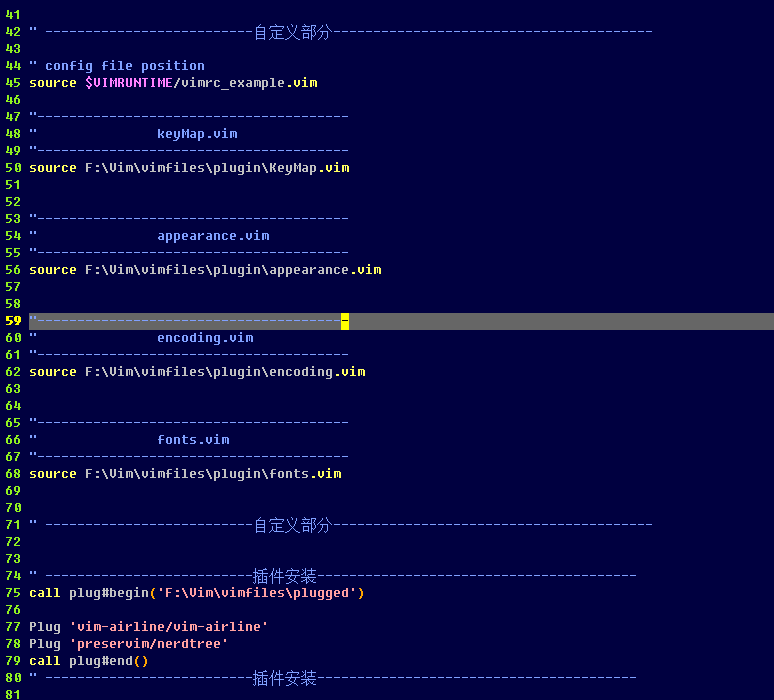 41
42 " --------------------------自定义部分----------------------------------------
43
44 " config file position
45 source $VIMRUNTIME/vimrc_example.vim
46
47 "---------------------------------------
48 "               keyMap.vim
49 "---------------------------------------
50 source F:\Vim\vimfiles\plugin\KeyMap.vim
51
52
53 "---------------------------------------
54 "               appearance.vim
55 "---------------------------------------
56 source F:\Vim\vimfiles\plugin\appearance.vim
57
58
59 "---------------------------------------
60 "               encoding.vim
61 "---------------------------------------
62 source F:\Vim\vimfiles\plugin\encoding.vim
63
64
65 "---------------------------------------
66 "               fonts.vim
67 "---------------------------------------
68 source F:\Vim\vimfiles\plugin\fonts.vim
69
70
71 " --------------------------自定义部分----------------------------------------
72
73
74 " --------------------------插件安装----------------------------------------
75 call plug#begin('F:\Vim\vimfiles\plugged')
76
77 Plug 'vim-airline/vim-airline'
78 Plug 'preservim/nerdtree'
79 call plug#end()
80 " --------------------------插件安装----------------------------------------
81